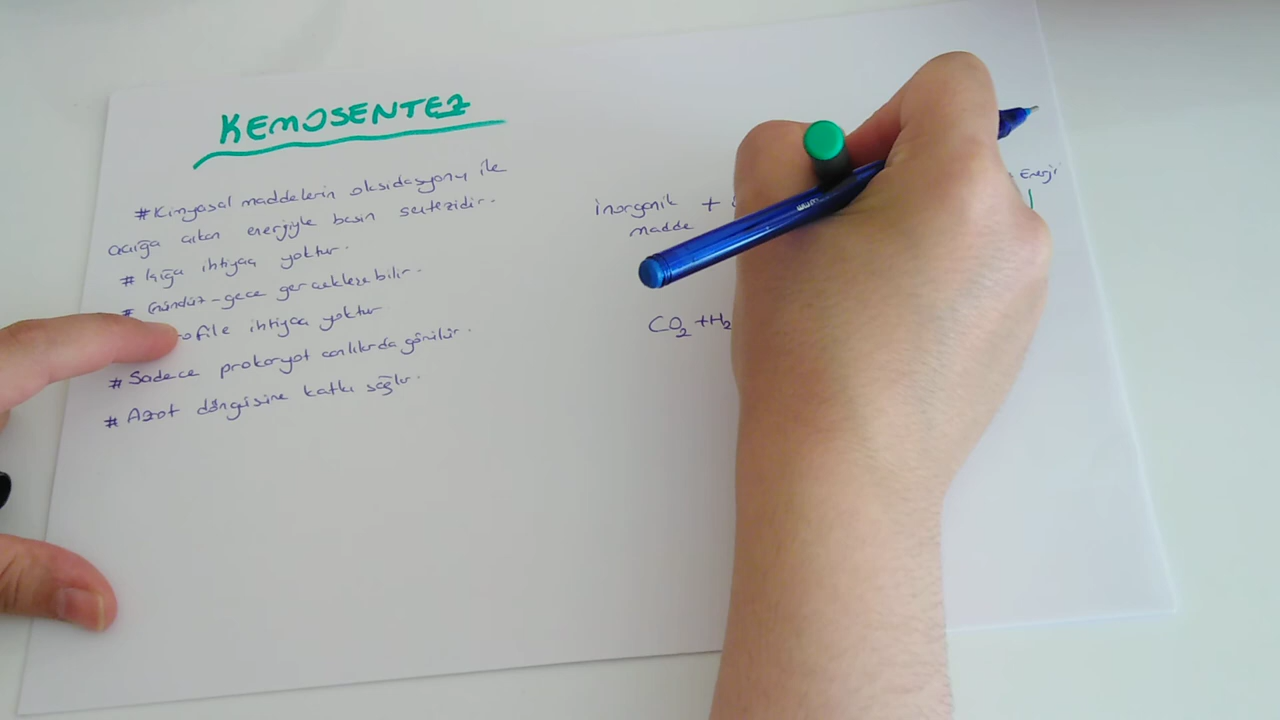 KEMOSENTEZ
#Kimyasal maddelerin oksidasyonu ile
açığa çıkan enerjiyle besin sentezidir.
# Işığa ihtiyaç yoktur.
# Gündüz-gece gerçekleşebilir.
ofile ihtiyaç yoktur
# Sadece prokaryot canlılarda görülür.
# Azot döngüsüne katkı sağlar.
İnorganik +
madde
Enerji
CO2 +H2